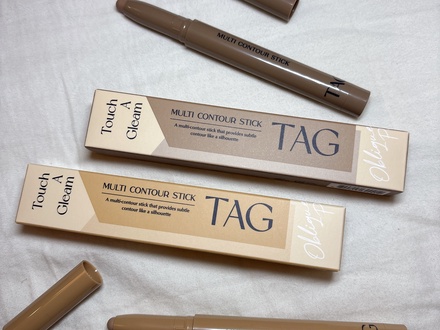 MULTI CONTOUR STICK
TA
Touch
A
Gleam
MULTI CONTOUR STICK
A multi-contour stick that provides subtle
contour like a silhouette
TAG
Touch
A
Gleam
MULTI CONTOUR STICK
A multi-contour stick that provides subtle
contour like a silhouette
TAG